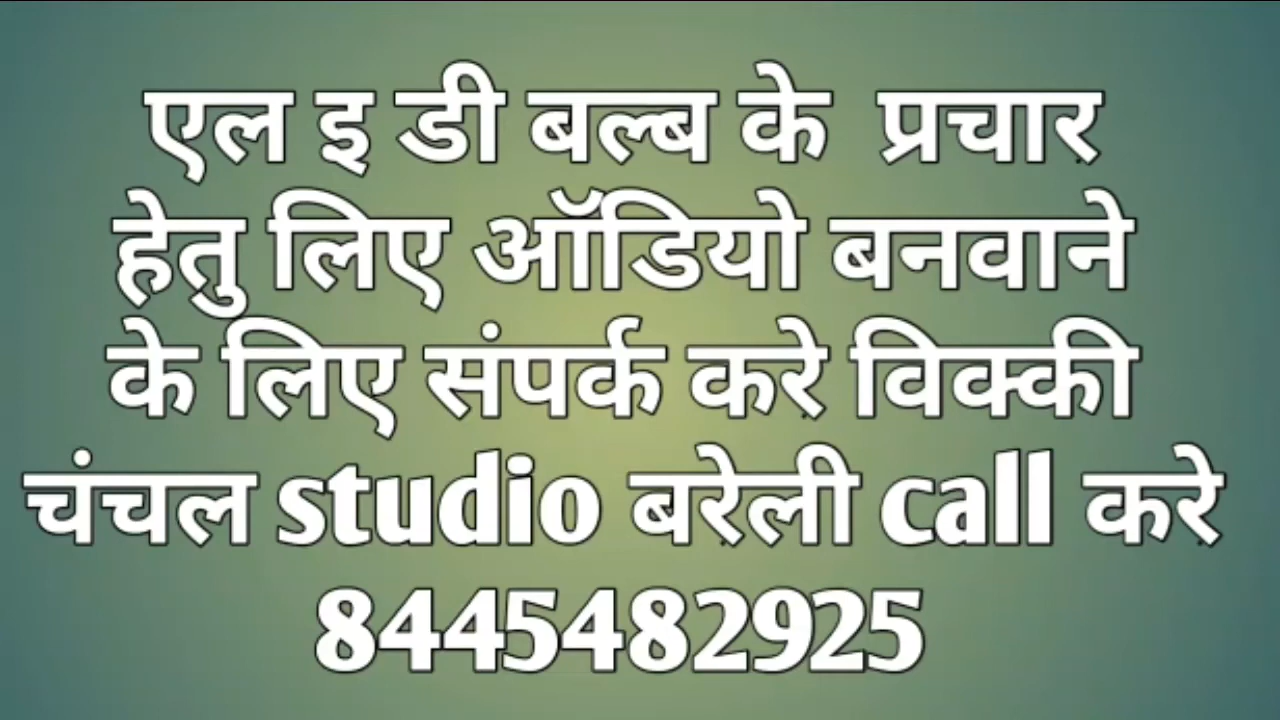 एल इ डी बल्ब के प्रचार
हेतु लिए ऑडियो बनवाने
के लिए संपर्क करे विक्की
चंचल studio बरेली call करे
8445482925